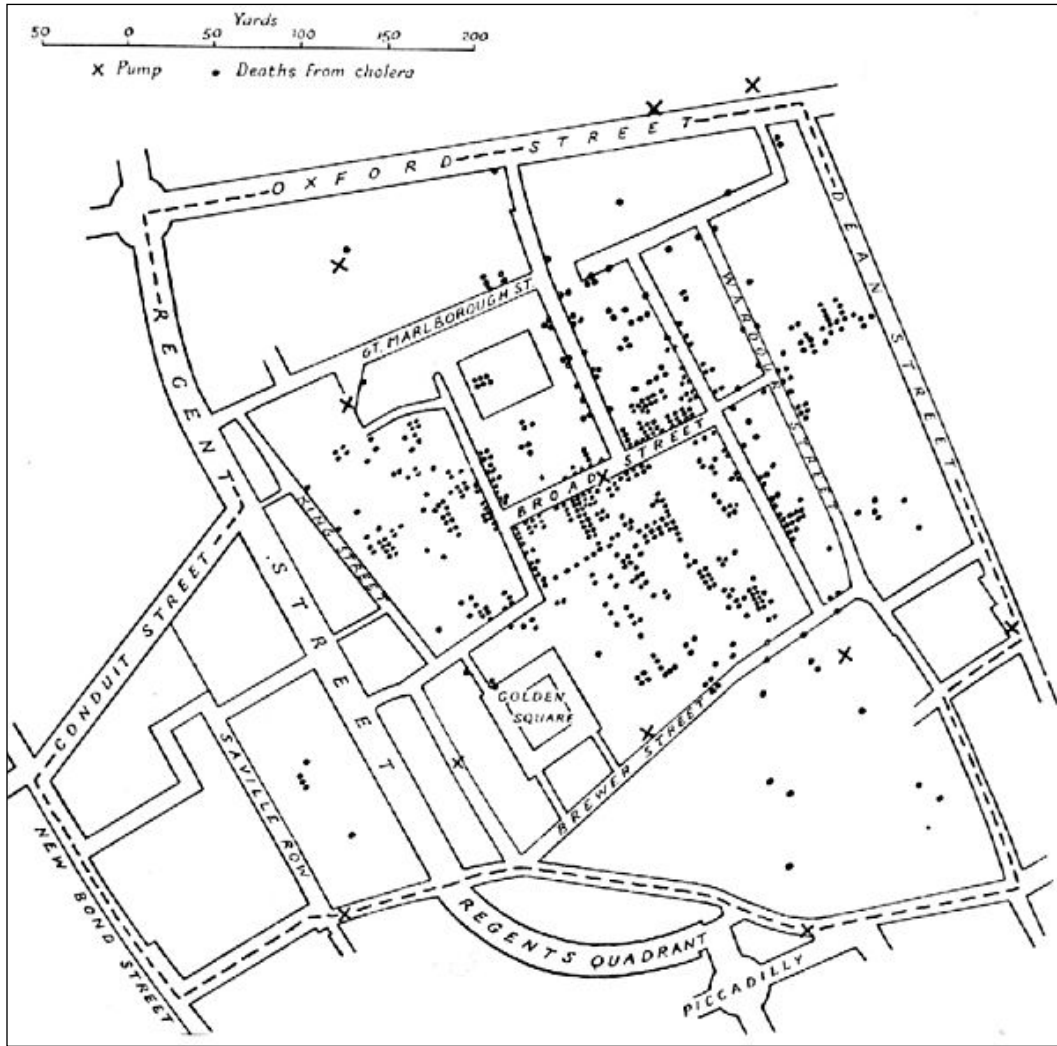 Yards
50 0 50 100 150 200
x Pump • Deaths from cholera
OXFORD STREET
REGENT STREET
GT. MARLBOROUGH ST.
WARDOUR STREET
DEAN STREET
BROAD STREET
KING STREET
CONDUIT STREET
GOLDEN
SQUARE
SAVILLE ROW
BREWER STREET
NEW BOND STREET
REGENTS QUADRANT
PICCADILLY